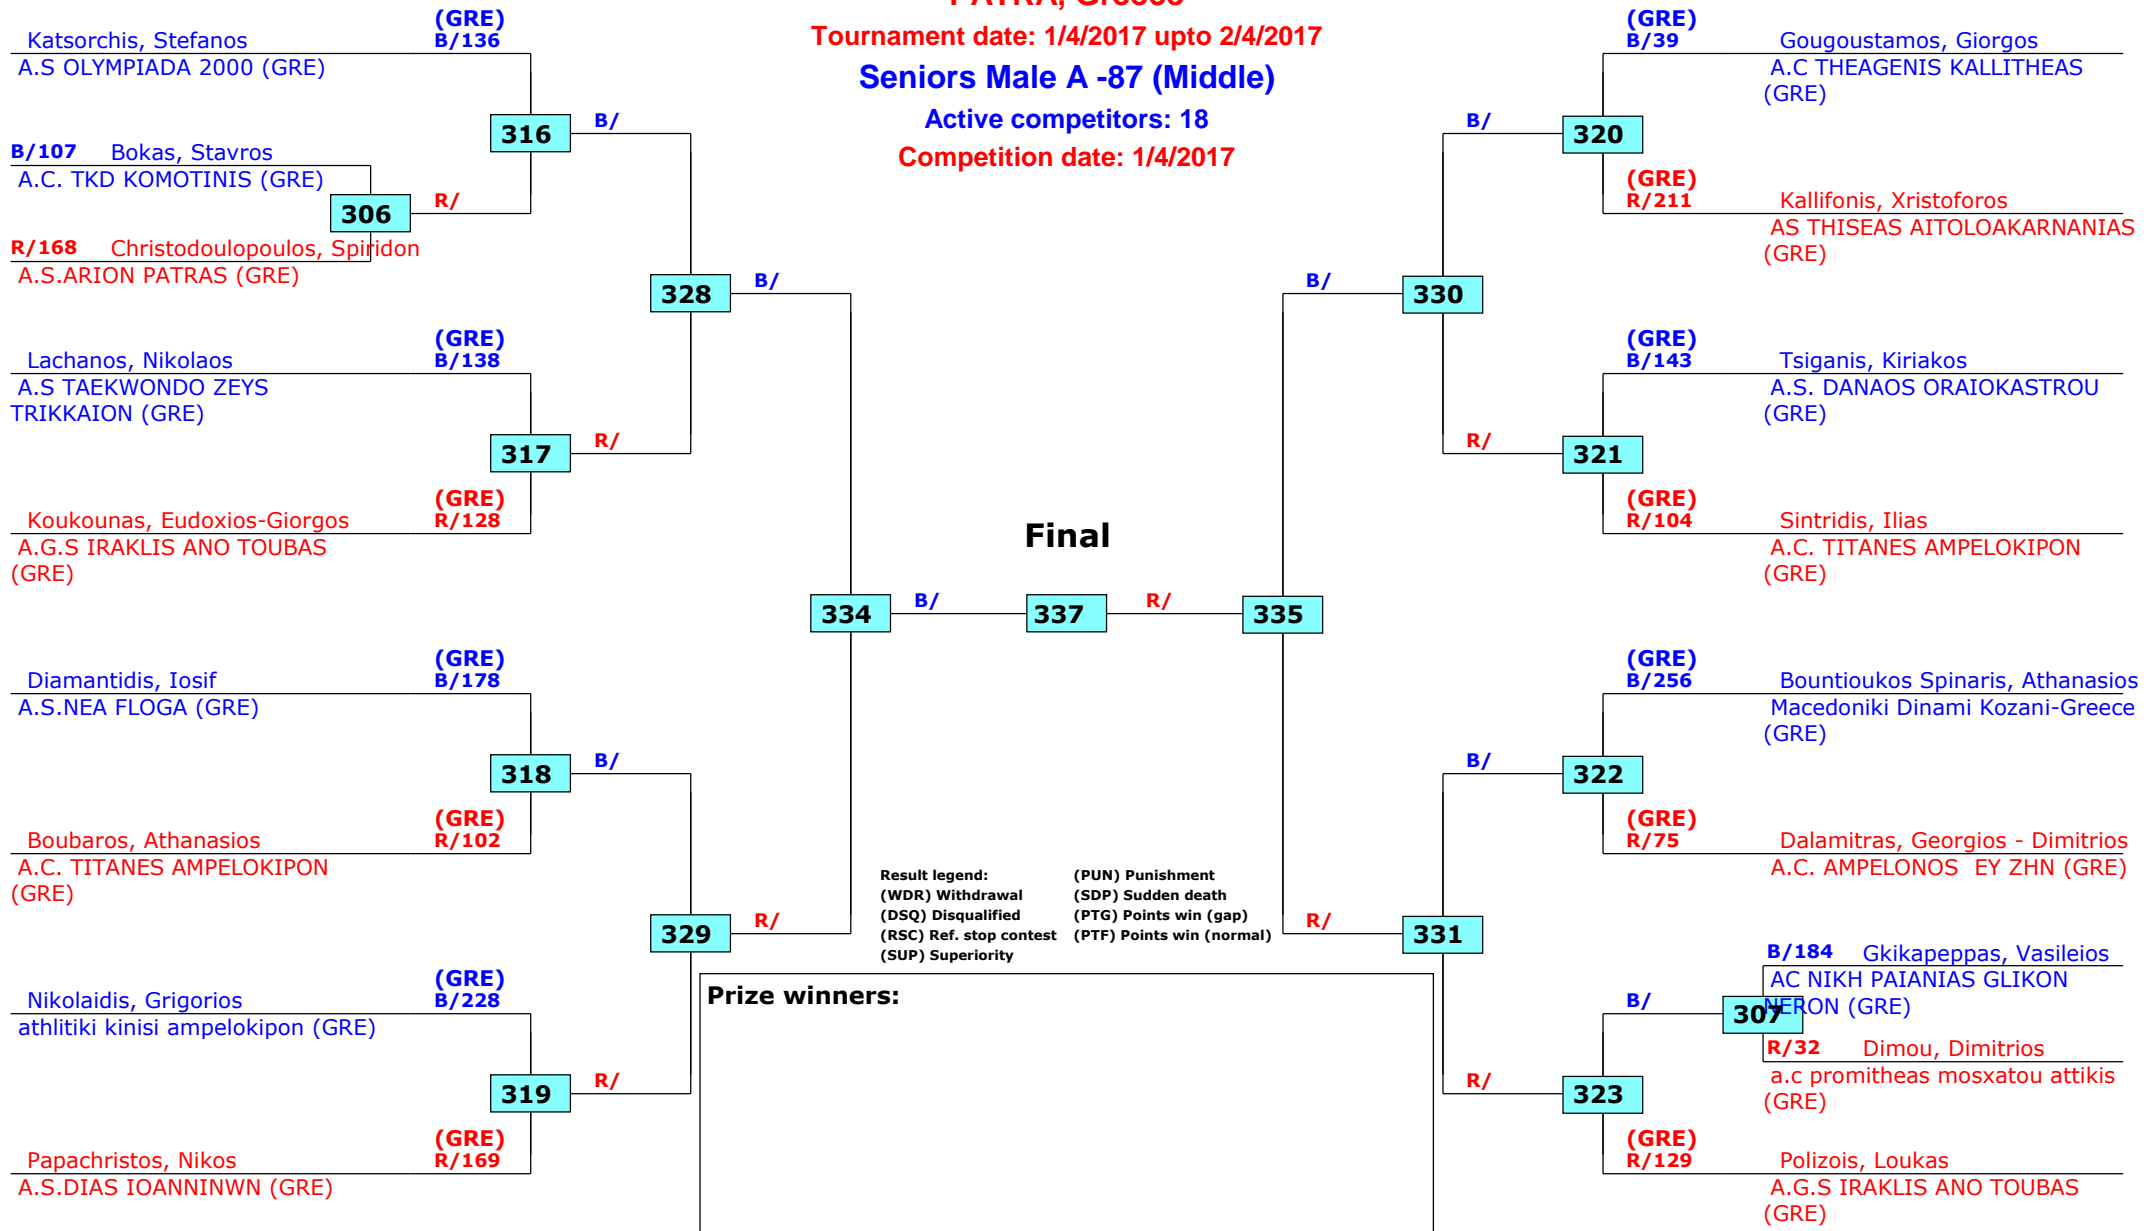 PATRA, Greece
Tournament date: 1/4/2017 upto 2/4/2017
Seniors Male A -87 (Middle)
Active competitors: 18
Competition date: 1/4/2017
(GRE)
Katsorchis, Stefanos B/136
A.S OLYMPIADA 2000 (GRE)
316
B/
B/107 Bokas, Stavros
A.C. TKD KOMOTINIS (GRE)
306
R/
R/168 Christodoulopoulos, Spiridon
A.S.ARION PATRAS (GRE)
328
B/
(GRE)
Lachanos, Nikolaos B/138
A.S TAEKWONDO ZEYS
TRIKKAION (GRE)
317
R/
(GRE)
Koukounas, Eudoxios-Giorgos R/128
A.G.S IRAKLIS ANO TOUBAS
(GRE)
334
B/
(GRE)
Diamantidis, Iosif B/178
A.S.NEA FLOGA (GRE)
318
B/
(GRE)
Boubaros, Athanasios R/102
A.C. TITANES AMPELOKIPON
(GRE)
329
R/
(GRE)
Nikolaidis, Grigorios B/228
athlitiki kinisi ampelokipon (GRE)
319
R/
(GRE)
Papachristos, Nikos R/169
A.S.DIAS IOANNINWN (GRE)
Final
337
R/
335
(GRE)
B/39 Gougoustamos, Giorgos
A.C THEAGENIS KALLITHEAS
(GRE)
B/
320
(GRE)
R/211 Kallifonis, Xristoforos
AS THISEAS AITOLOAKARNANIAS
(GRE)
B/
330
(GRE)
B/143 Tsiganis, Kiriakos
A.S. DANAOS ORAIOKASTROU
(GRE)
R/
321
(GRE)
R/104 Sintridis, Ilias
A.C. TITANES AMPELOKIPON
(GRE)
(GRE)
B/256 Bountioukos Spinaris, Athanasios
Macedoniki Dinami Kozani-Greece
(GRE)
B/
322
(GRE)
R/75 Dalamitras, Georgios - Dimitrios
A.C. AMPELONOS EY ZHN (GRE)
R/
331
B/184 Gkikapeppas, Vasileios
AC NIKH PAIANIAS GLIKON
NERON (GRE)
B/
307
R/32 Dimou, Dimitrios
a.c promitheas mosxatou attikis
(GRE)
R/
323
(GRE)
R/129 Polizois, Loukas
A.G.S IRAKLIS ANO TOUBAS
(GRE)
Result legend: (PUN) Punishment
(WDR) Withdrawal (SDP) Sudden death
(DSQ) Disqualified (PTG) Points win (gap)
(RSC) Ref. stop contest (PTF) Points win (normal)
(SUP) Superiority
Prize winners: